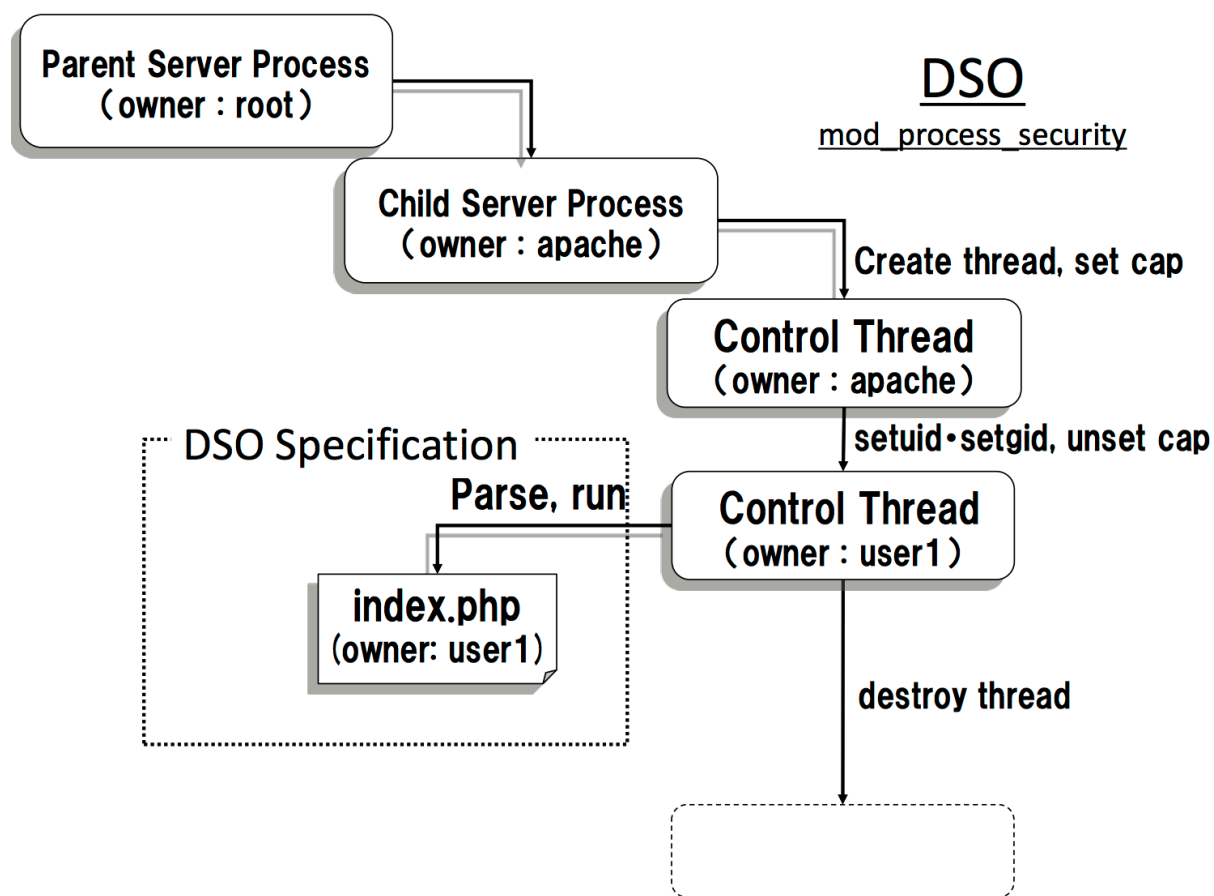 Parent Server Process
（owner：root）
DSO
mod_process_security
Child Server Process
（owner：apache）
Create thread, set cap
Control Thread
（owner：apache）
setuid・setgid, unset cap
DSO Specification
Parse, run
Control Thread
（owner：user1）
index.php
(owner: user1)
destroy thread